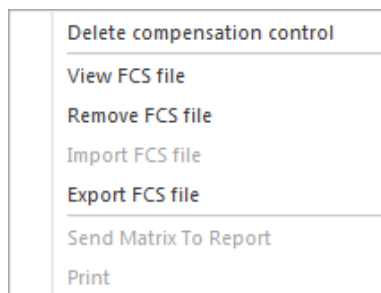 Delete compensation control
View FCS file
Remove FCS file
Import FCS file
Export FCS file
Send Matrix To Report
Print